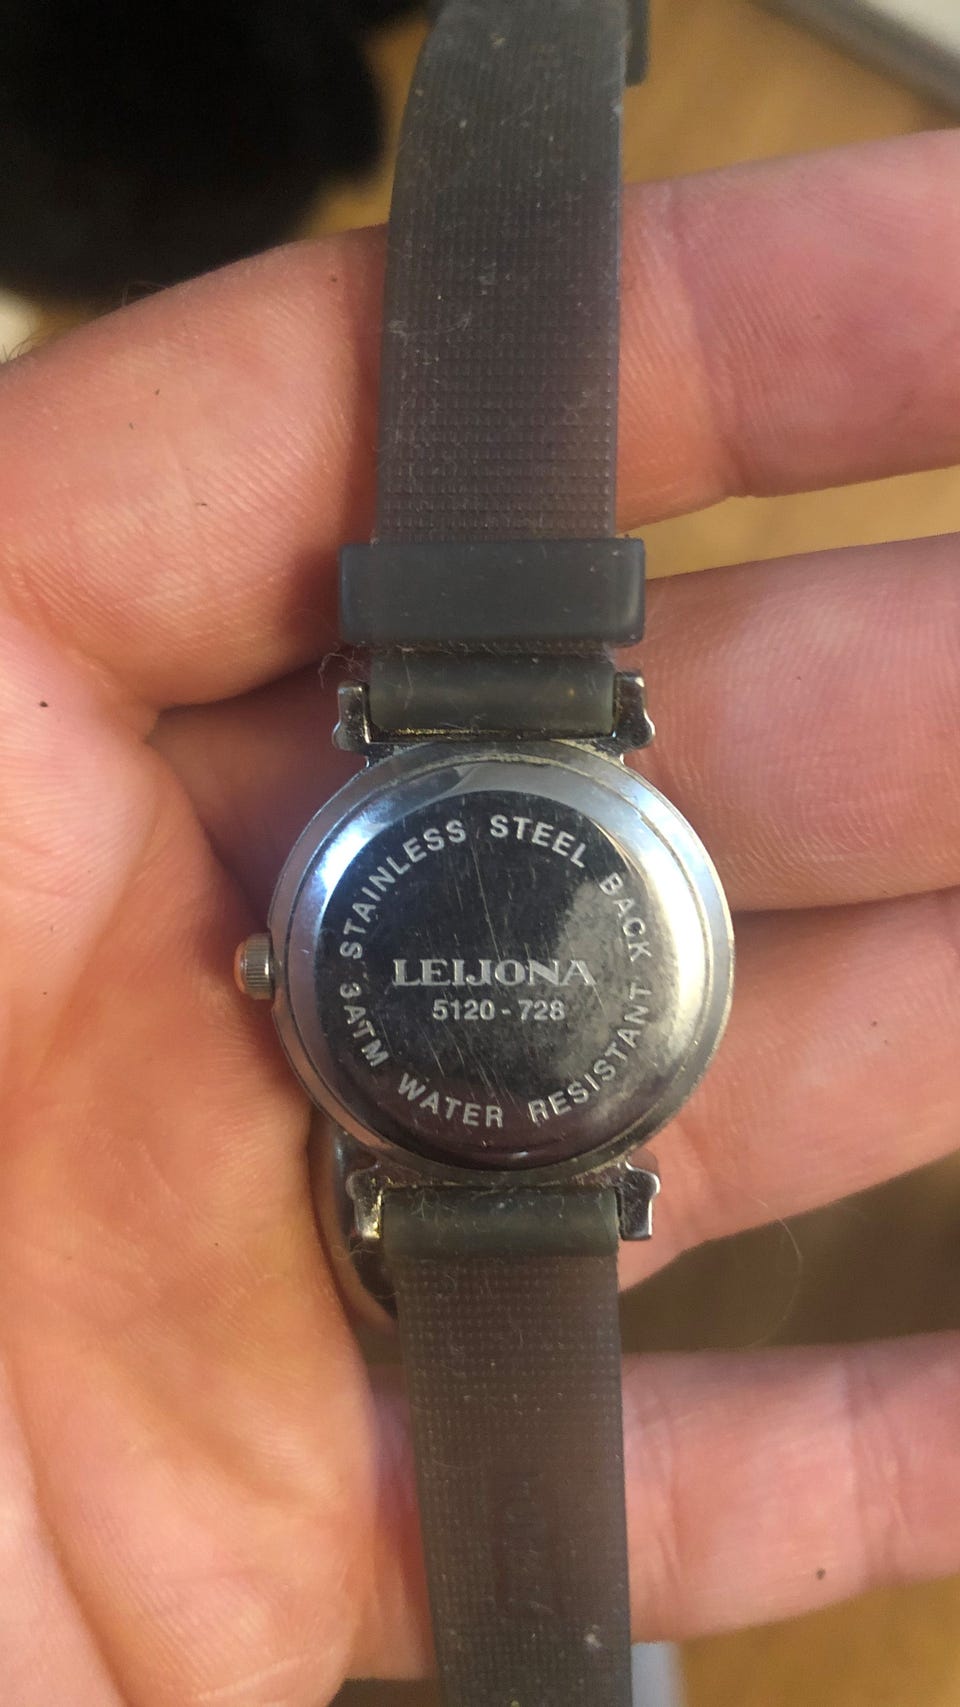 STAINLESS STEEL BACK
LEIJONA
5120-728
3ATM WATER RESISTANT